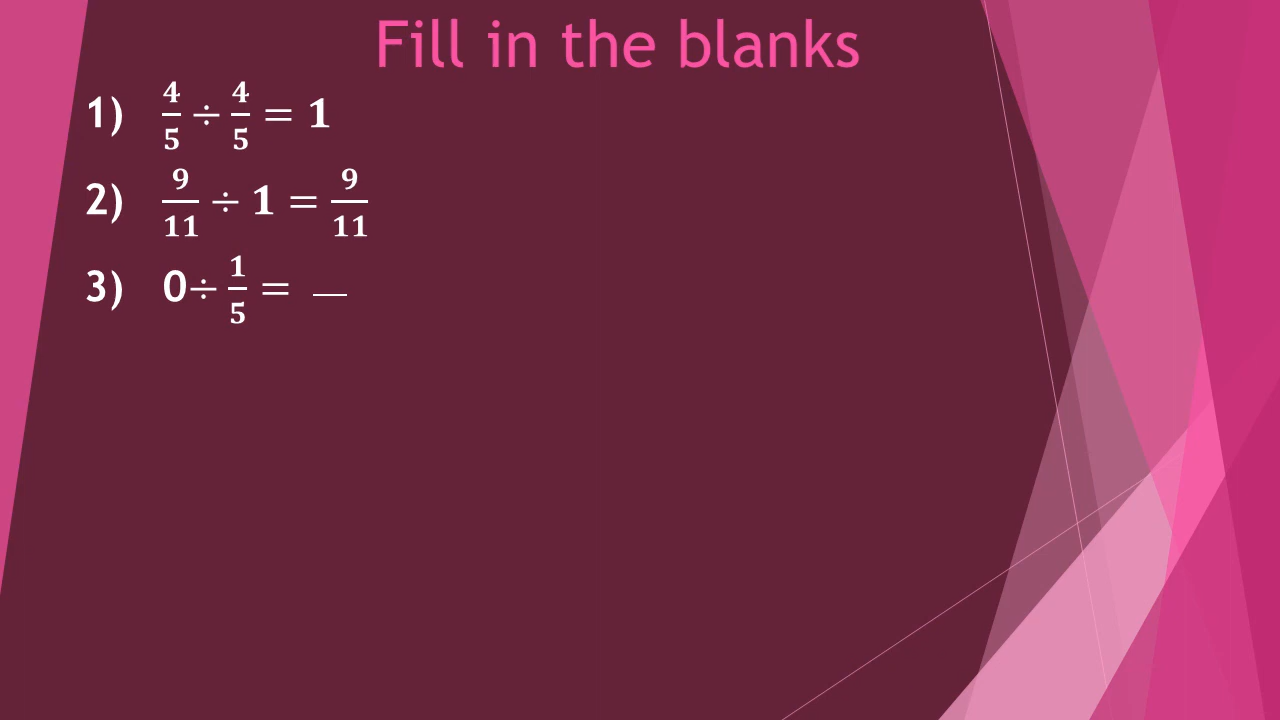 Fill in the blanks
1) 4/5 ÷ 4/5 = 1
2) 9/11 ÷ 1 = 9/11
3) 0÷ 1/5 = _